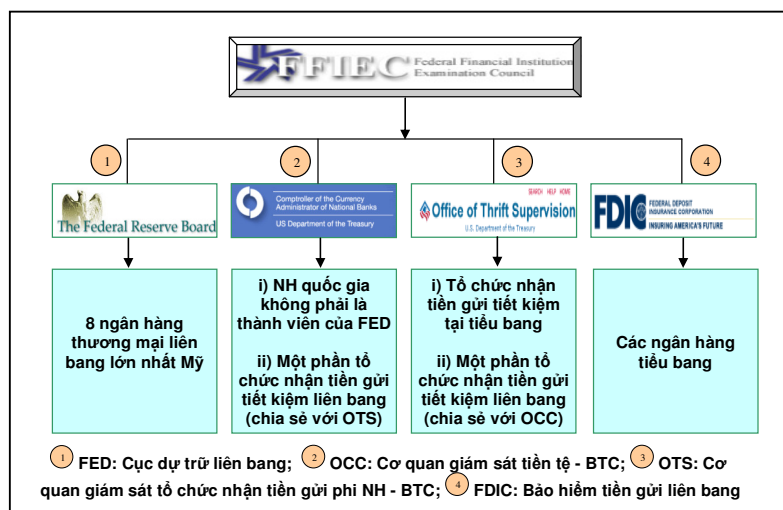 FFIEC Federal Financial Institution
Examination Council
1
2
3
4
The Federal Reserve Board
Comptroller of the Currency
Administrator of National Banks
US Department of the Treasury
SEARCH HELP HOME
Office of Thrift Supervision
U.S. Department of the Treasury
FDIC FEDERAL DEPOSIT
INSURANCE CORPORATION
INSURING AMERICA'S FUTURE
8 ngân hàng
thương mại liên
bang lớn nhất Mỹ
i) NH quốc gia
không phải là
thành viên của FED
ii) Một phần tổ
chức nhận tiền gửi
tiết kiệm liên bang
(chia sẻ với OTS)
i) Tổ chức nhận
tiền gửi tiết kiệm
tại tiểu bang
ii) Một phần tổ
chức nhận tiền gửi
tiết kiệm liên bang
(chia sẻ với OCC)
Các ngân hàng
tiểu bang
1 FED: Cục dự trữ liên bang; 2 OCC: Cơ quan giám sát tiền tệ - BTC; 3 OTS: Cơ
quan giám sát tổ chức nhận tiền gửi phi NH - BTC; 4 FDIC: Bảo hiểm tiền gửi liên bang